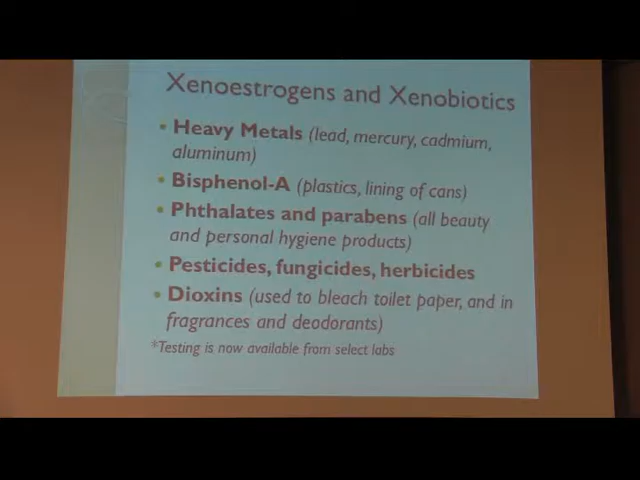 Xenoestrogens and Xenobiotics
• Heavy Metals (lead, mercury, cadmium,
aluminum)
• Bisphenol-A (plastics, lining of cans)
• Phthalates and parabens (all beauty
and personal hygiene products)
• Pesticides, fungicides, herbicides
• Dioxins (used to bleach toilet paper, and in
fragrances and deodorants)
*Testing is now available from select labs